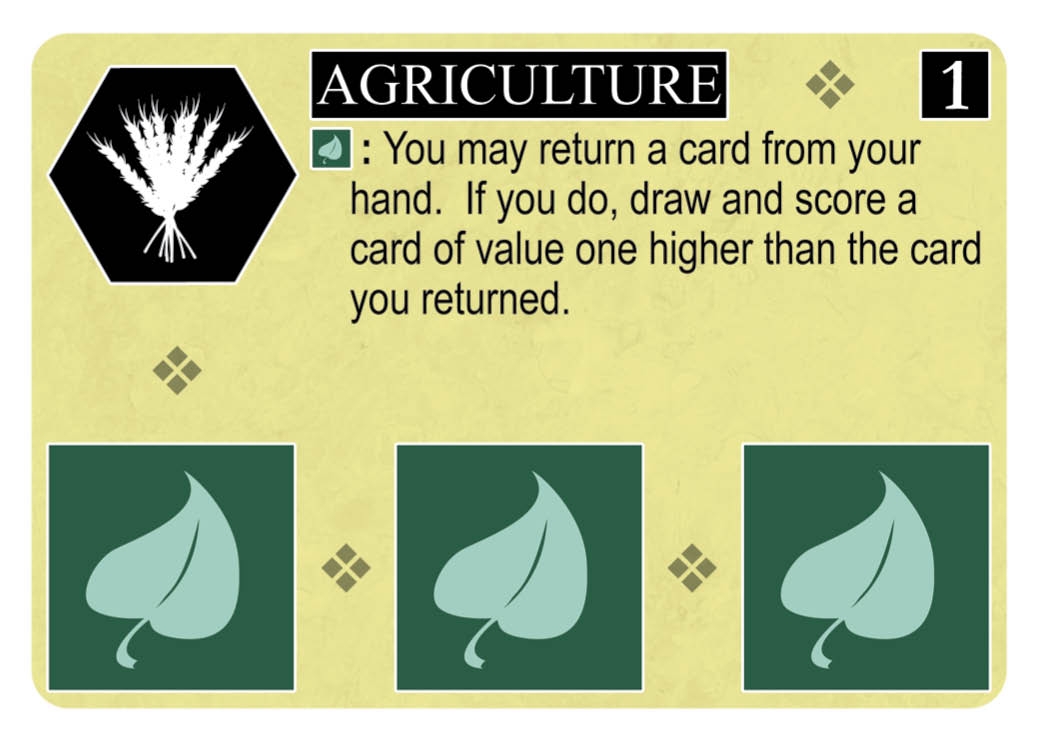 AGRICULTURE
1
: You may return a card from your
hand. If you do, draw and score a
card of value one higher than the card
you returned.